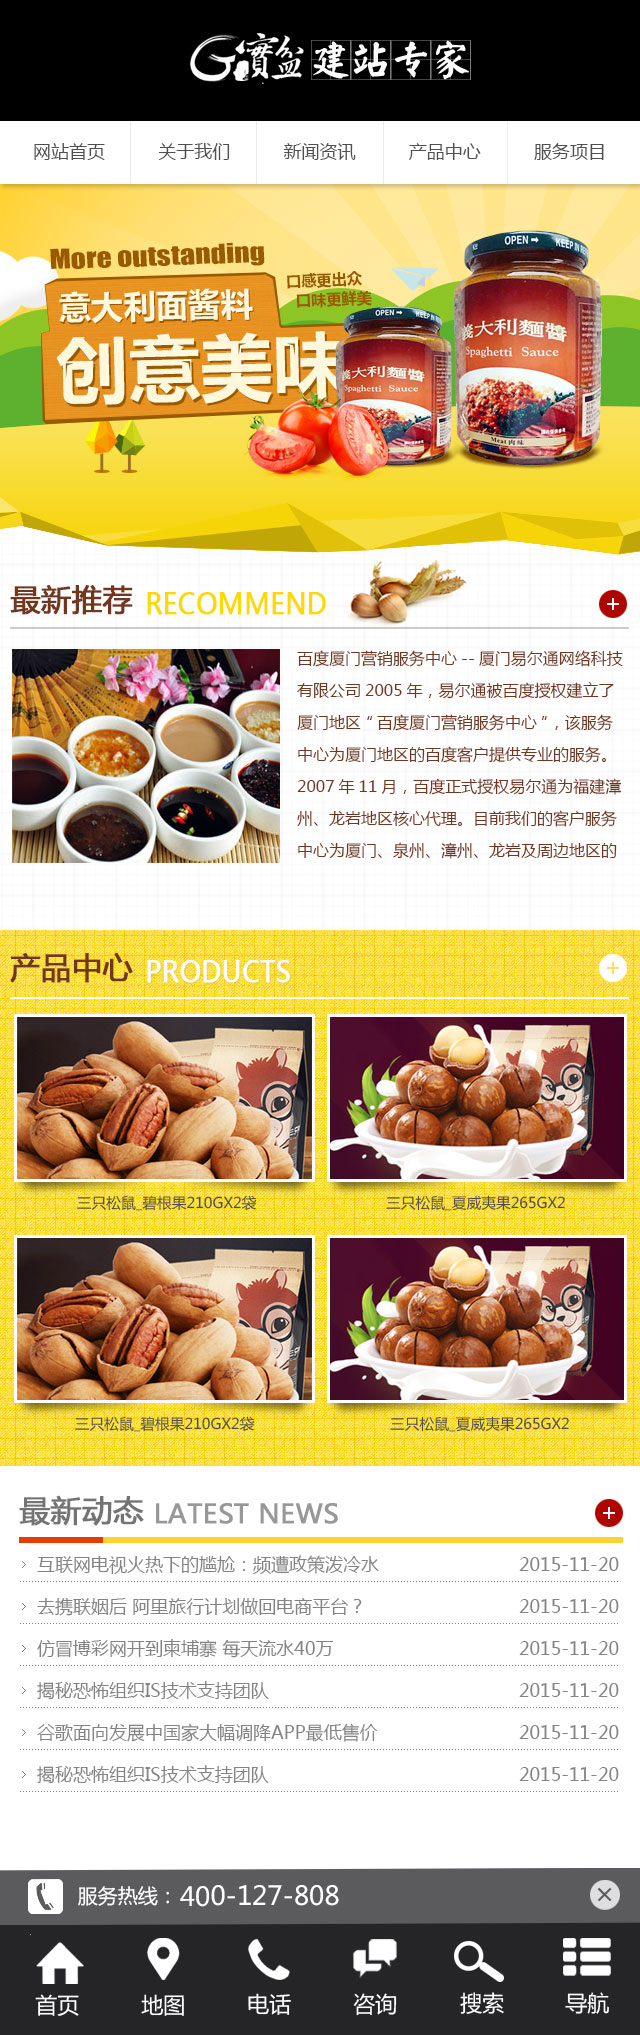 G寶盆 建站专家
网站首页 关于我们 新闻资讯 产品中心 服务项目
More outstanding
意大利面酱料
创意美味
口感更出众
口味更鲜美
OPEN ➡ KEEP IN
義大利麵醬
Spaghetti Sauce
OPEN ➡ KEEP IN RE
義大利麵醬
Spaghetti Sauce
Meat 肉味
最新推荐 RECOMMEND
百度厦门营销服务中心 -- 厦门易尔通网络科技
有限公司 2005 年，易尔通被百度授权建立了
厦门地区 “ 百度厦门营销服务中心 ”，该服务
中心为厦门地区的百度客户提供专业的服务。
2007 年 11 月，百度正式授权易尔通为福建漳
州、龙岩地区核心代理。目前我们的客户服务
中心为厦门、泉州、漳州、龙岩及周边地区的
产品中心 PRODUCTS
三只松鼠_碧根果210GX2袋 三只松鼠_夏威夷果265GX2
三只松鼠_碧根果210GX2袋 三只松鼠_夏威夷果265GX2
最新动态 LATEST NEWS
互联网电视火热下的尴尬：频遭政策泼冷水 2015-11-20
去携联姻后 阿里旅行计划做回电商平台？ 2015-11-20
仿冒博彩网开到柬埔寨 每天流水40万 2015-11-20
揭秘恐怖组织IS技术支持团队 2015-11-20
谷歌面向发展中国家大幅调降APP最低售价 2015-11-20
揭秘恐怖组织IS技术支持团队 2015-11-20
服务热线：400-127-808
首页 地图 电话 咨询 搜索 导航